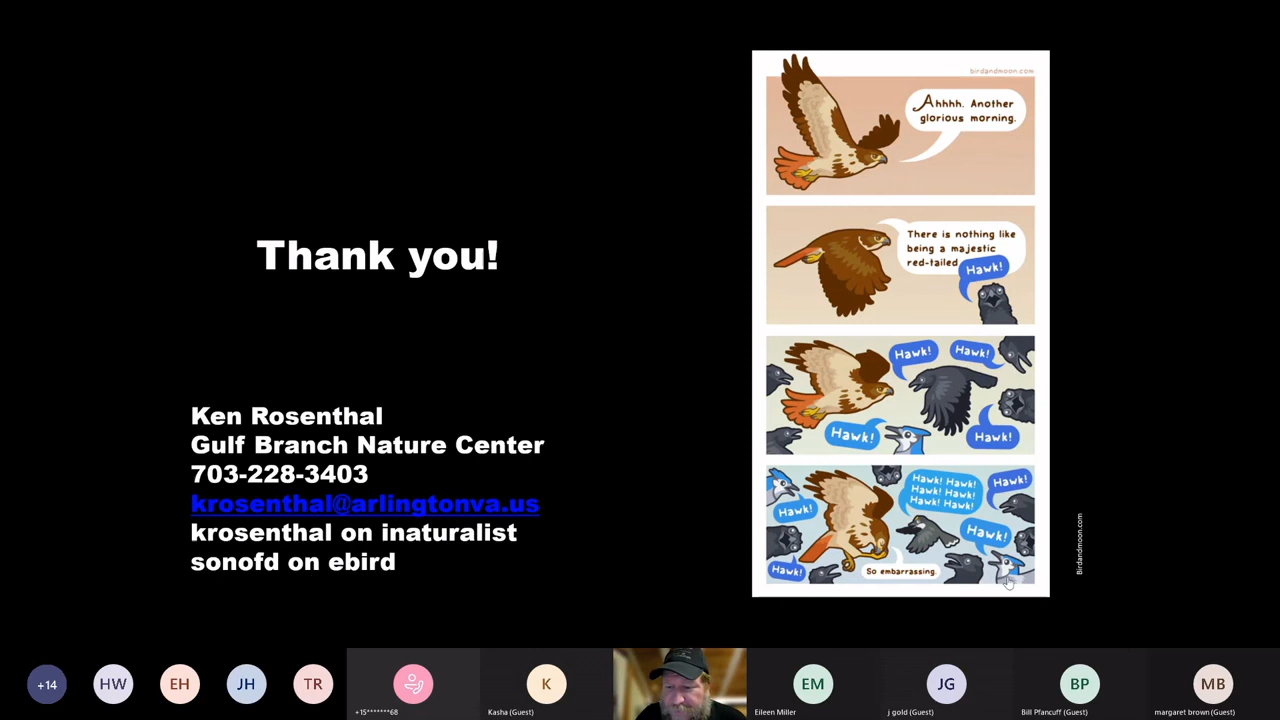 birdandmoon.com
Ahhhh. Another
glorious morning.
There is nothing like
being a majestic
red-tailed
Hawk!
Hawk!
Hawk!
Hawk!
Hawk!
Hawk! Hawk!
Hawk! Hawk!
Hawk! Hawk!
Hawk!
Hawk!
Hawk!
Hawk!
So embarrassing.
Birdandmoon.com
Thank you!
Ken Rosenthal
Gulf Branch Nature Center
703-228-3403
krosenthal@arlingtonva.us
krosenthal on inaturalist
sonofd on ebird
+14
HW
EH
JH
TR
K
EM
JG
BP
MB
+15*******68
Kasha (Guest)
Eileen Miller
j gold (Guest)
Bill Pfancuff (Guest)
margaret brown (Guest)